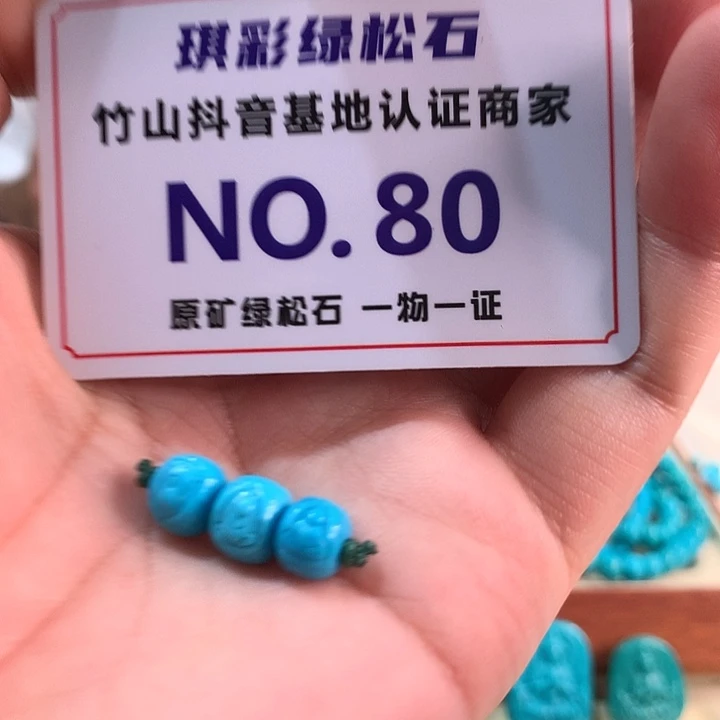 琪彩绿松石
竹山抖音基地认证商家
NO.80
原矿绿松石 一物一证